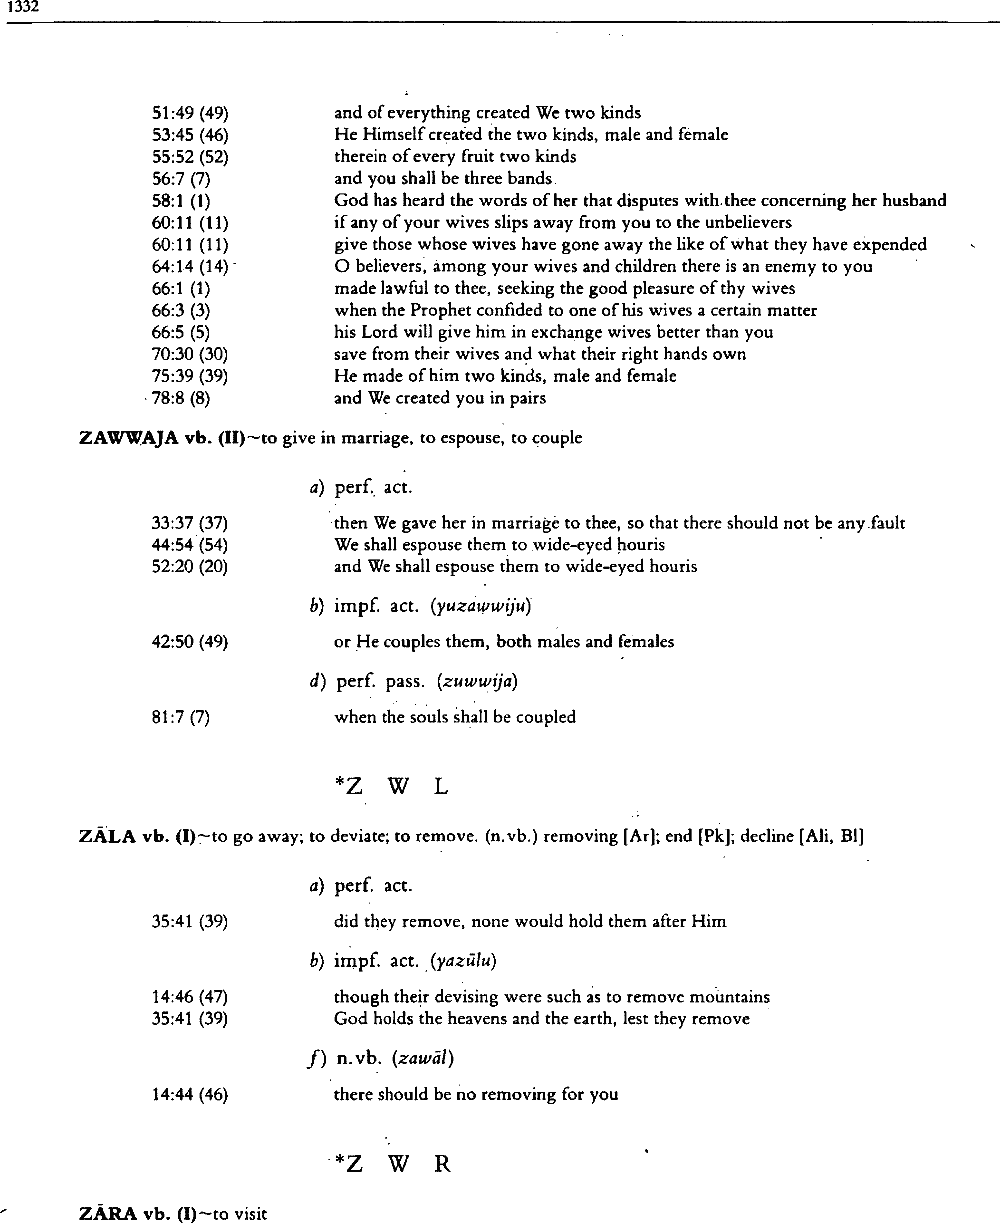 1332
51:49 (49) and of everything created We two kinds
53:45 (46) He Himself created the two kinds, male and female
55:52 (52) therein of every fruit two kinds
56:7 (7) and you shall be three bands
58:1 (1) God has heard the words of her that disputes with thee concerning her husband
60:11 (11) if any of your wives slips away from you to the unbelievers
60:11 (11) give those whose wives have gone away the like of what they have expended
64:14 (14) O believers, among your wives and children there is an enemy to you
66:1 (1) made lawful to thee, seeking the good pleasure of thy wives
66:3 (3) when the Prophet confided to one of his wives a certain matter
66:5 (5) his Lord will give him in exchange wives better than you
70:30 (30) save from their wives and what their right hands own
75:39 (39) He made of him two kinds, male and female
78:8 (8) and We created you in pairs
ZAWWAJA vb. (II)~to give in marriage, to espouse, to couple
a) perf. act.
33:37 (37) then We gave her in marriage to thee, so that there should not be any fault
44:54 (54) We shall espouse them to wide-eyed houris
52:20 (20) and We shall espouse them to wide-eyed houris
b) impf. act. (yuzawwiju)
42:50 (49) or He couples them, both males and females
d) perf. pass. (zuwwija)
81:7 (7) when the souls shall be coupled
*Z W L
ZĀLA vb. (I)~to go away; to deviate; to remove. (n.vb.) removing [Ar]; end [Pk]; decline [Ali, Bl]
a) perf. act.
35:41 (39) did they remove, none would hold them after Him
b) impf. act. (yazūlu)
14:46 (47) though their devising were such as to remove mountains
35:41 (39) God holds the heavens and the earth, lest they remove
f) n.vb. (zawāl)
14:44 (46) there should be no removing for you
*Z W R
ZĀRA vb. (I)~to visit